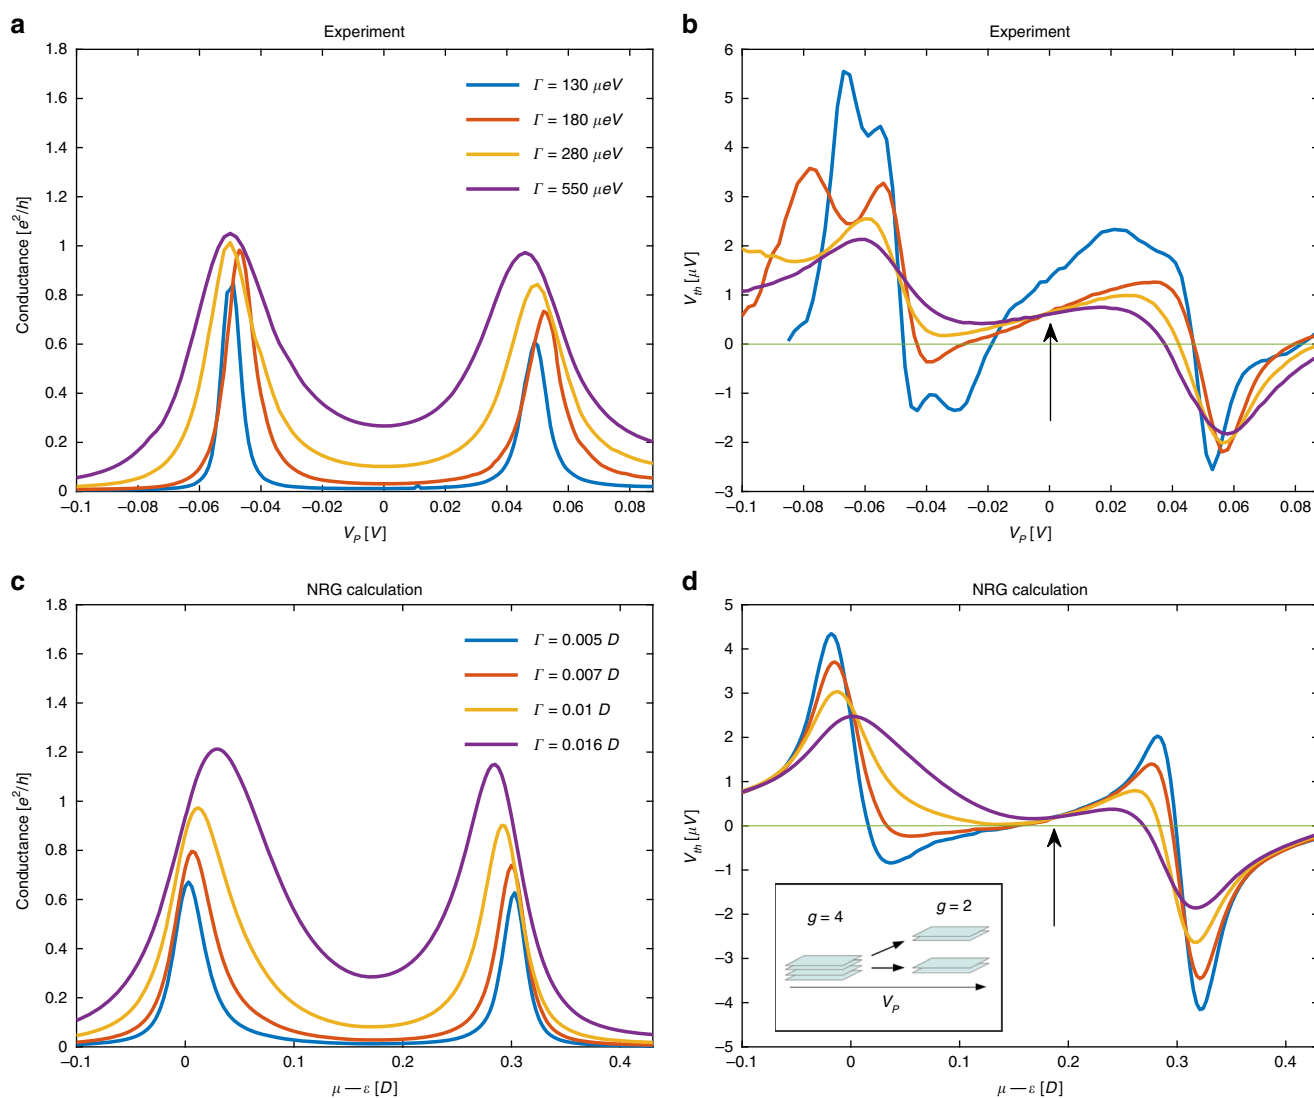 a
Experiment
1.8
1.6
1.4
1.2
1
0.8
0.6
0.4
0.2
0
Conductance [e²/h]
Γ = 130 μeV
Γ = 180 μeV
Γ = 280 μeV
Γ = 550 μeV
−0.1 −0.08 −0.06 −0.04 −0.02 0 0.02 0.04 0.06 0.08
V_P [V]
b
Experiment
6
5
4
3
2
1
0
−1
−2
−3
V_th [μV]
−0.1 −0.08 −0.06 −0.04 −0.02 0 0.02 0.04 0.06 0.08
V_P [V]
c
NRG calculation
1.8
1.6
1.4
1.2
1
0.8
0.6
0.4
0.2
0
Conductance [e²/h]
Γ = 0.005 D
Γ = 0.007 D
Γ = 0.01 D
Γ = 0.016 D
−0.1 0 0.1 0.2 0.3 0.4
μ — ε [D]
d
NRG calculation
5
4
3
2
1
0
−1
−2
−3
−4
−5
V_th [μV]
g = 4
g = 2
V_P
−0.1 0 0.1 0.2 0.3 0.4
μ — ε [D]